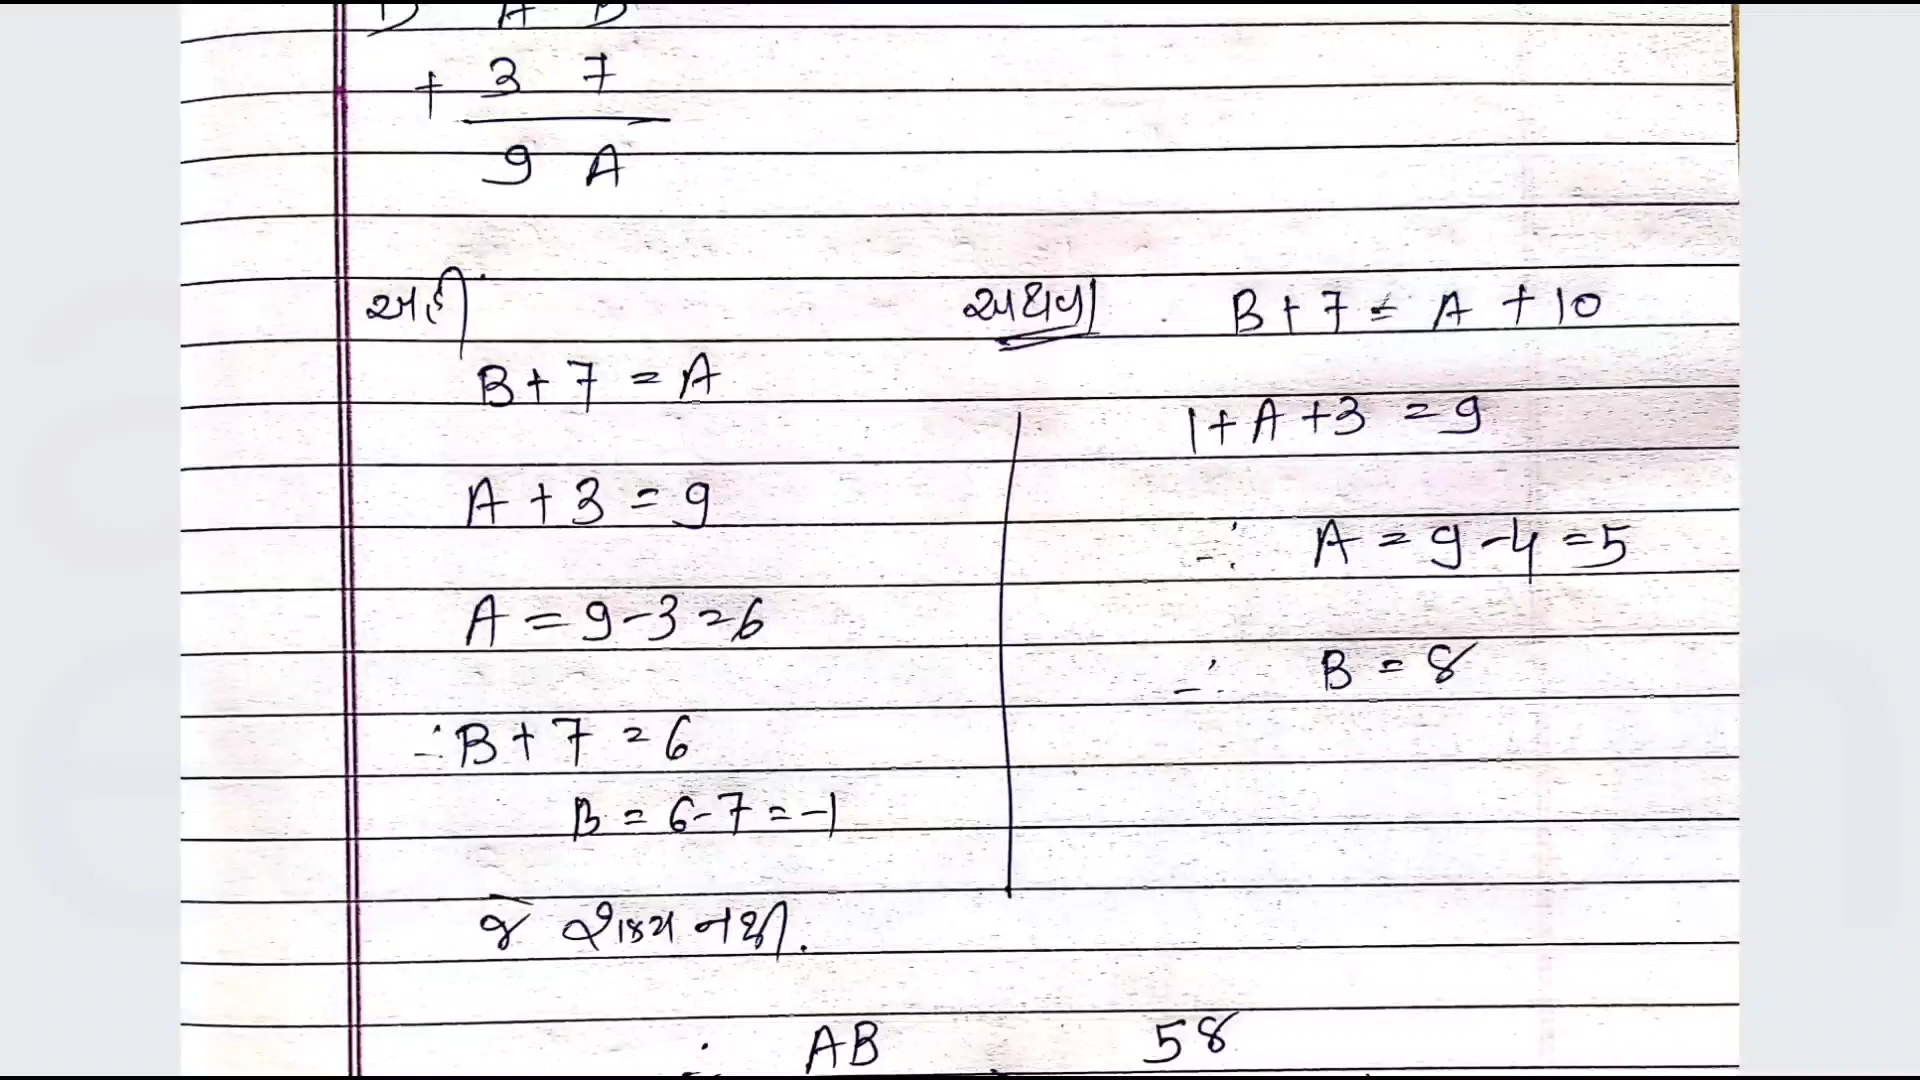 A B
+ 3 7
9 A
અહીં
B + 7 = A
A + 3 = 9
A = 9 - 3 = 6
∴ B + 7 = 6
B = 6 - 7 = -1
જે શક્ય નથી.
અથવા B + 7 = A + 10
1 + A + 3 = 9
∴ A = 9 - 4 = 5
∴ B = 8
∴ AB 58